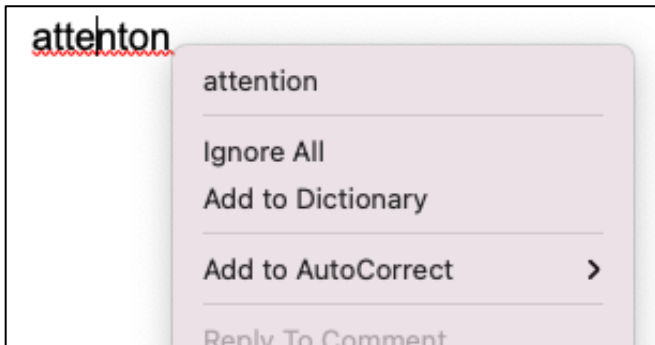 attenton
attention
Ignore All
Add to Dictionary
Add to AutoCorrect
Reply To Comment